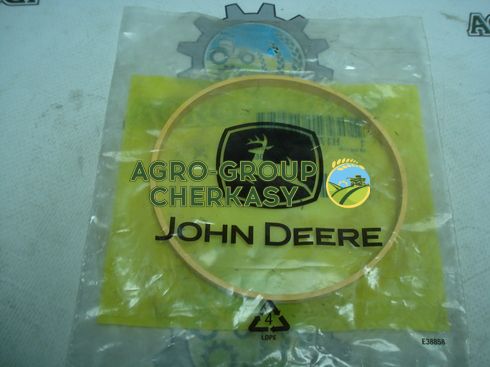 AGRO-GROUP
CHERKASY
JOHN DEERE
4
LDPE
E38858